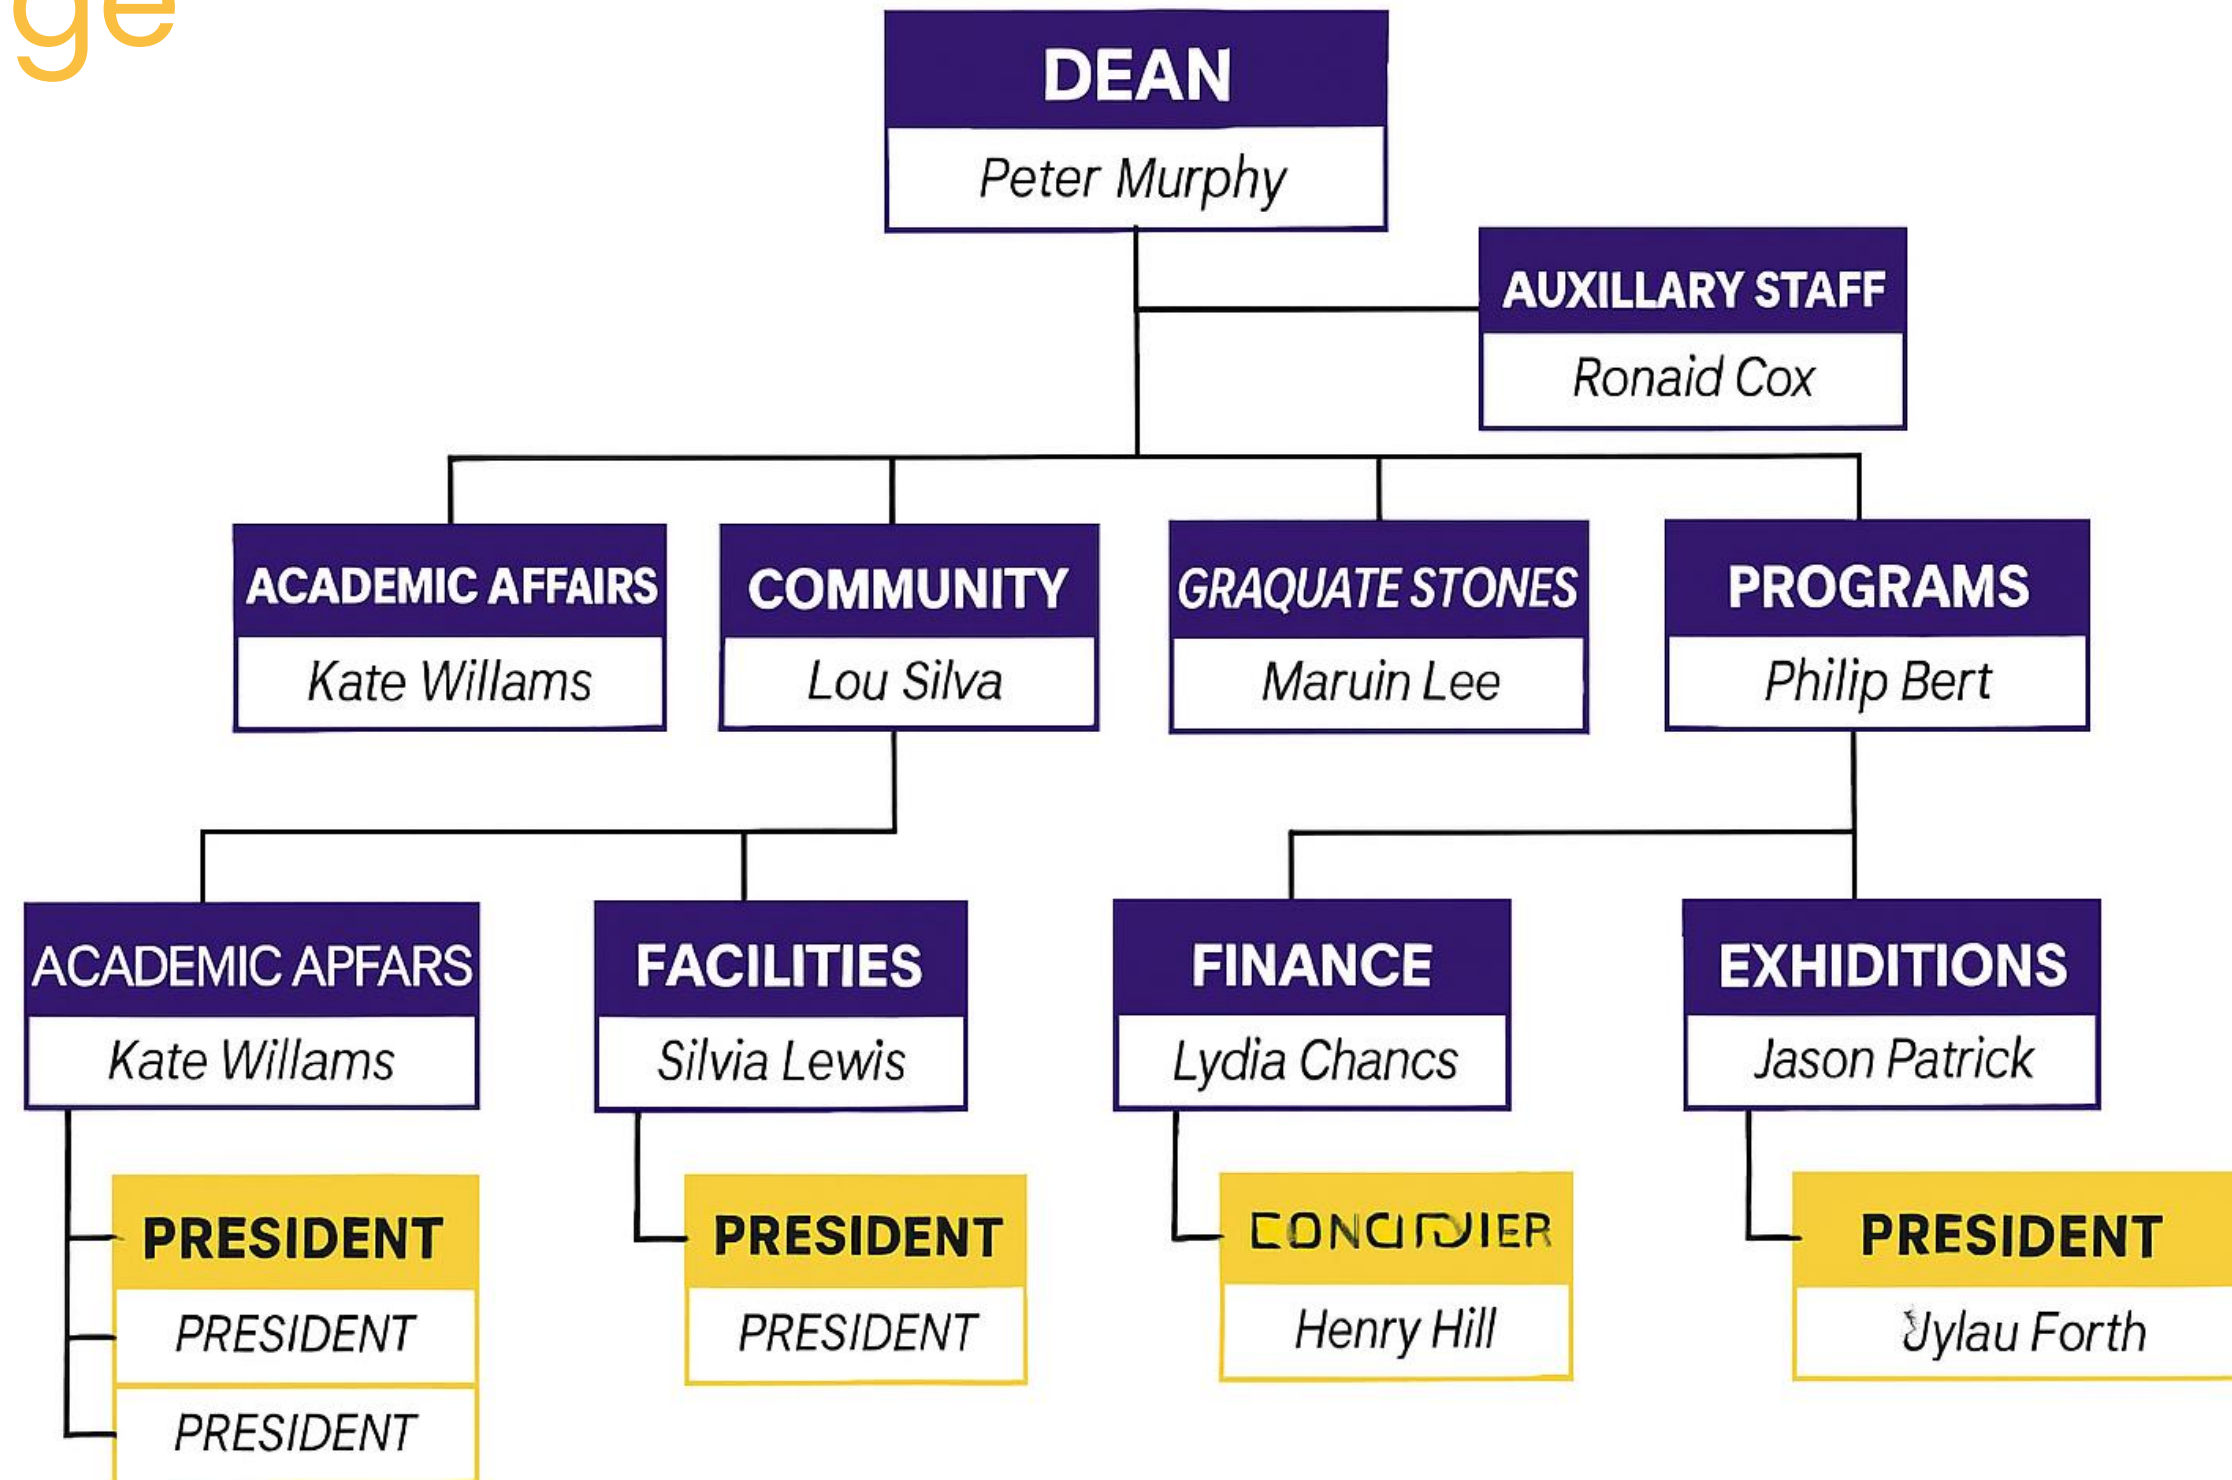 ge
DEAN
Peter Murphy
AUXILLARY STAFF
Ronaid Cox
ACADEMIC AFFAIRS
Kate Willams
COMMUNITY
Lou Silva
GRAQUATE STONES
Maruin Lee
PROGRAMS
Philip Bert
ACADEMIC APFARS
Kate Willams
FACILITIES
Silvia Lewis
FINANCE
Lydia Chancs
EXHIDITIONS
Jason Patrick
PRESIDENT
PRESIDENT
PRESIDENT
PRESIDENT
PRESIDENT
Henry Hill
PRESIDENT
Forth